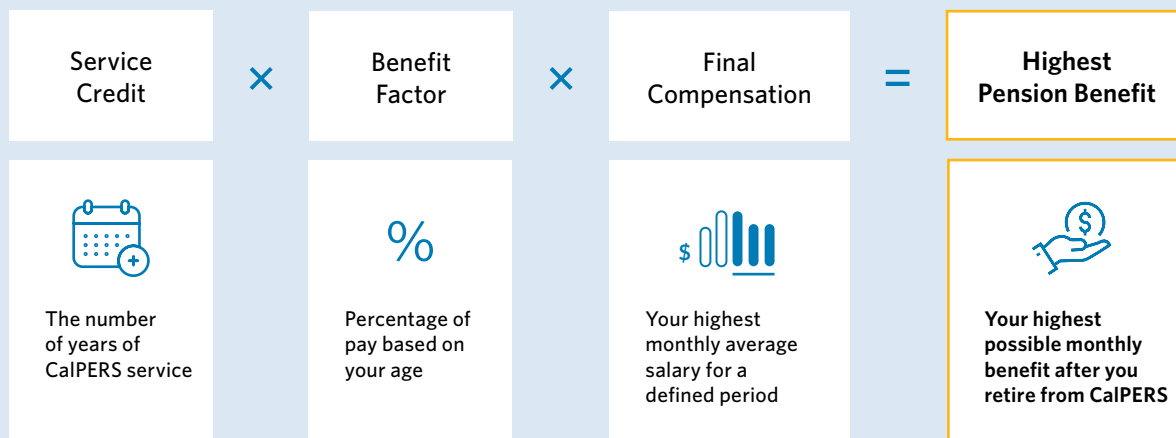 Service
Credit
×
Benefit
Factor
×
Final
Compensation
=
Highest
Pension Benefit
The number
of years of
CalPERS service
%
Percentage of
pay based on
your age
$
Your highest
monthly average
salary for a
defined period
$
Your highest
possible monthly
benefit after you
retire from CalPERS